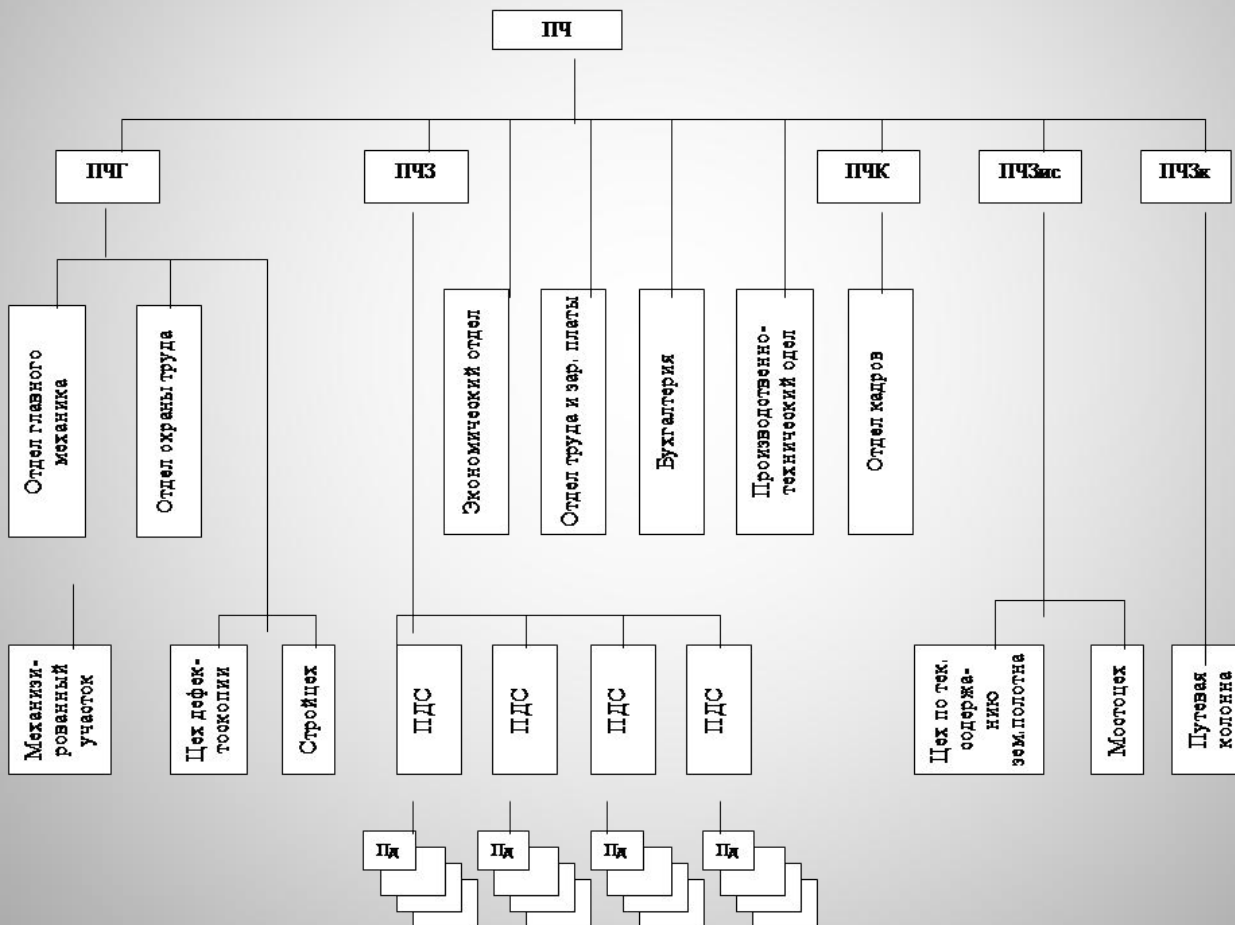 ПЧ
ПЧГ
ПЧЗ
ПЧК
ПЧЗис
ПЧЗк
Отдел главного
механика
Отдел охраны труда
Экономический отдел
Отдел труда и зар. платы
Бухгалтерия
Производственно-
технический одел
Отдел кадров
Механизи-
рованный
участок
Цех дефек-
тоскопии
Стройцех
ПДС
ПДС
ПДС
ПДС
Цех по тек.
содержа-
нию
зем.полотна
Мостоцех
Путевая
колонна
Пд
Пд
Пд
Пд